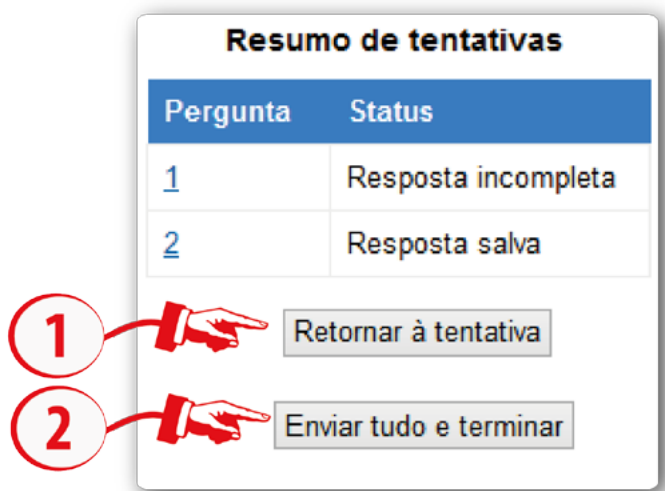 Resumo de tentativas
Pergunta Status
1 Resposta incompleta
2 Resposta salva
1 Retornar à tentativa
2 Enviar tudo e terminar